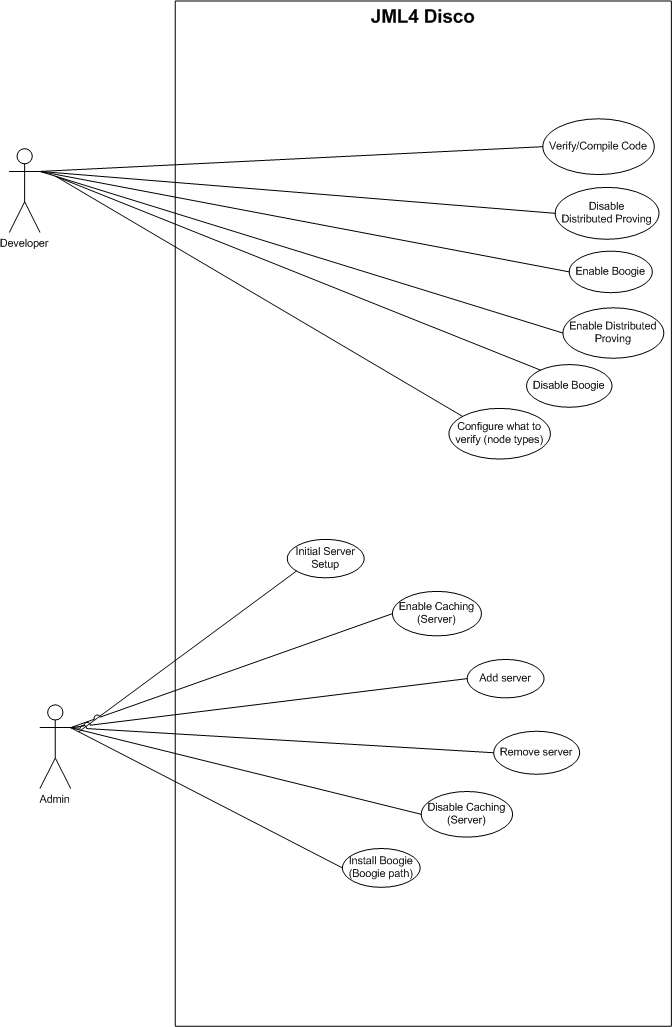 JML4 Disco
Verify/Compile Code
Developer
Disable
Distributed Proving
Enable Boogie
Enable Distributed
Proving
Disable Boogie
Configure what to
verify (node types)
Initial Server
Setup
Enable Caching
(Server)
Add server
Remove server
Admin
Disable Caching
(Server)
Install Boogie
(Boogie path)